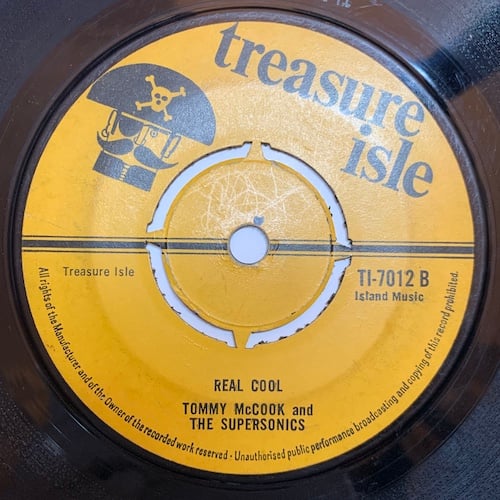 treasure
isle
Treasure Isle
TI-7012 B
Island Music
REAL COOL
TOMMY McCOOK and
THE SUPERSONICS
All rights of the Manufacturer and of the Owner of the recorded work reserved - Unauthorised public performance broadcasting and copying of this record prohibited.